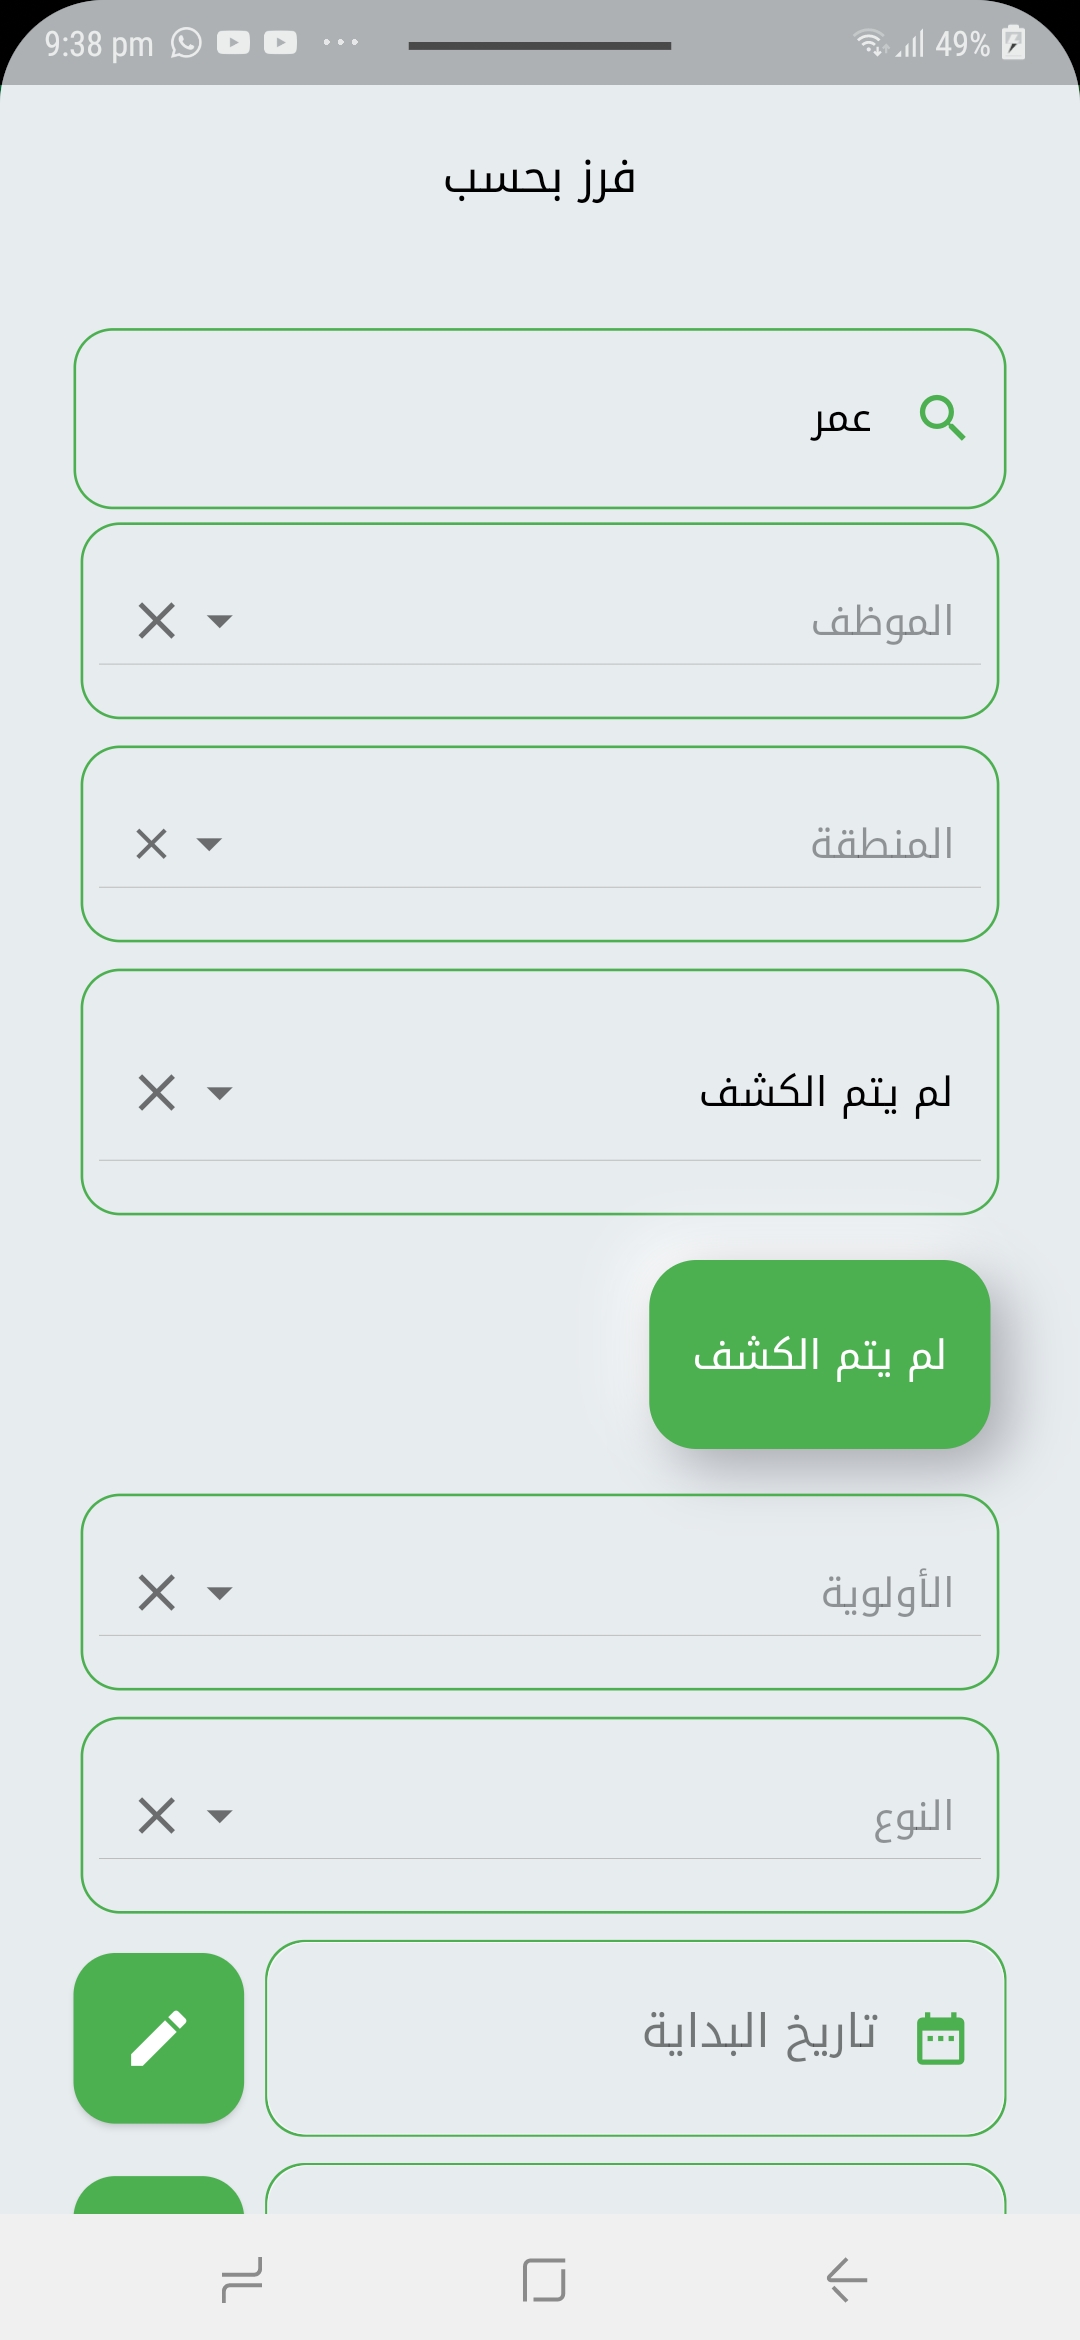 9:38 pm
49%
فرز بحسب
عمر
الموظف
المنطقة
لم يتم الكشف
لم يتم الكشف
الأولوية
النوع
تاريخ البداية